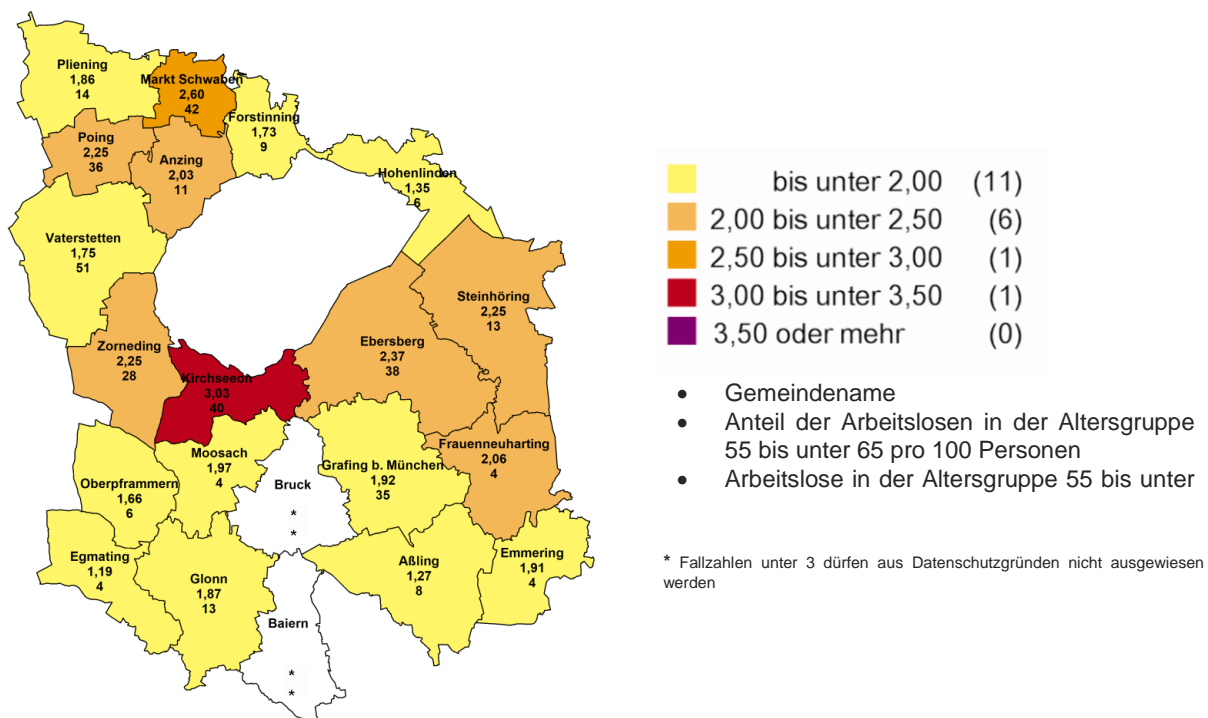 Pliening
1,86
14
Markt Schwaben
2,60
42
Forstinning
1,73
9
Poing
2,25
36
Anzing
2,03
11
Hohenlinden
1,35
6
Vaterstetten
1,75
51
Steinhöring
2,25
13
Zorneding
2,25
28
Ebersberg
2,37
38
Kirchseeon
3,03
40
Frauenneuharting
2,06
4
Moosach
1,97
4
Grafing b. München
1,92
35
Bruck
*
*
Oberpframmern
1,66
6
Egmating
1,19
4
Glonn
1,87
13
Aßling
1,27
8
Emmering
1,91
4
Baiern
*
*
bis unter 2,00 (11)
2,00 bis unter 2,50 (6)
2,50 bis unter 3,00 (1)
3,00 bis unter 3,50 (1)
3,50 oder mehr (0)
• Gemeindename
• Anteil der Arbeitslosen in der Altersgruppe
55 bis unter 65 pro 100 Personen
• Arbeitslose in der Altersgruppe 55 bis unter
* Fallzahlen unter 3 dürfen aus Datenschutzgründen nicht ausgewiesen
werden